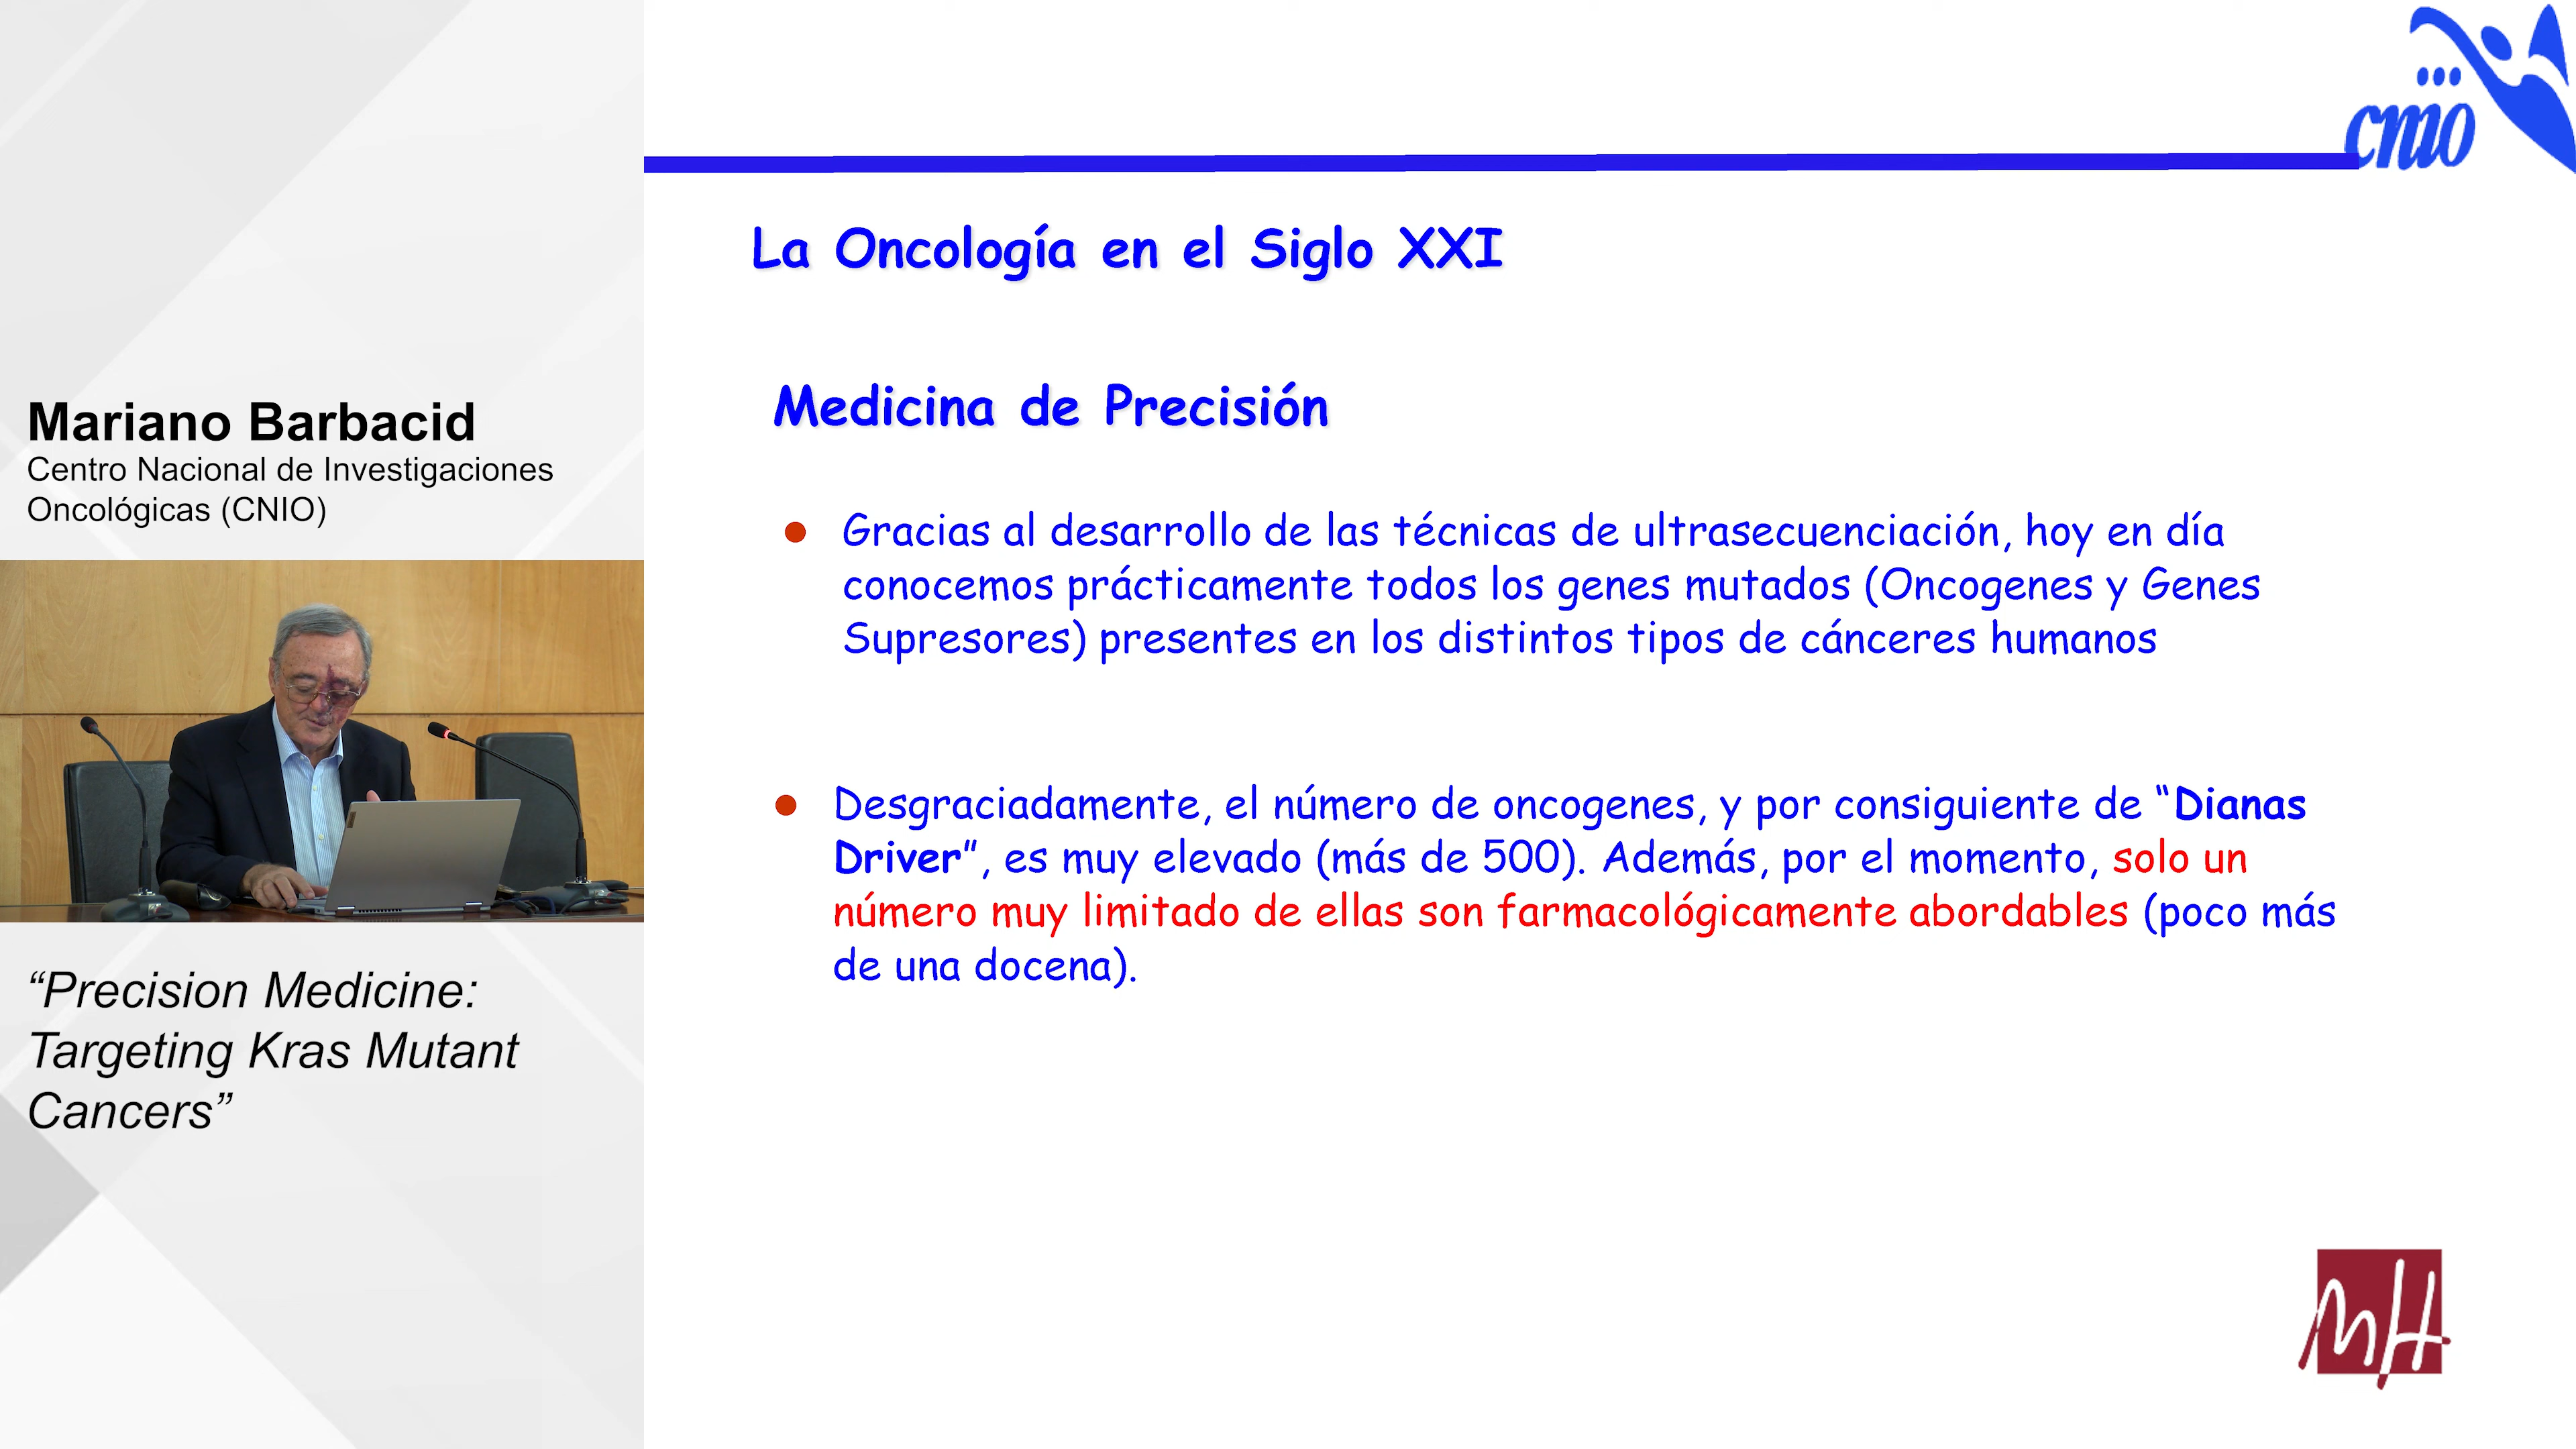 Mariano Barbacid
Centro Nacional de Investigaciones
Oncológicas (CNIO)
“Precision Medicine:
Targeting Kras Mutant
Cancers”
cnio
La Oncología en el Siglo XXI
Medicina de Precisión
● Gracias al desarrollo de las técnicas de ultrasecuenciación, hoy en día
conocemos prácticamente todos los genes mutados (Oncogenes y Genes
Supresores) presentes en los distintos tipos de cánceres humanos
● Desgraciadamente, el número de oncogenes, y por consiguiente de “Dianas
Driver”, es muy elevado (más de 500). Además, por el momento, solo un
número muy limitado de ellas son farmacológicamente abordables (poco más
de una docena).
MH